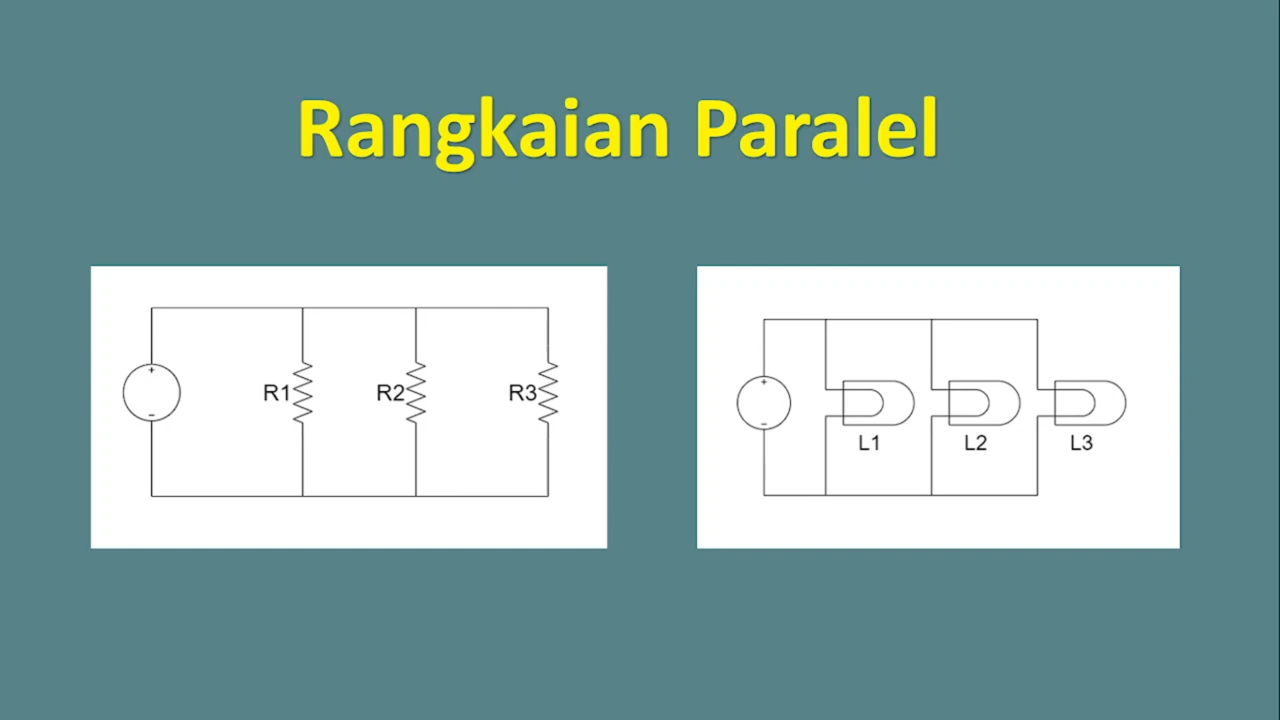 Rangkaian Paralel
+
R1 R2 R3
-
+
-
L1 L2 L3